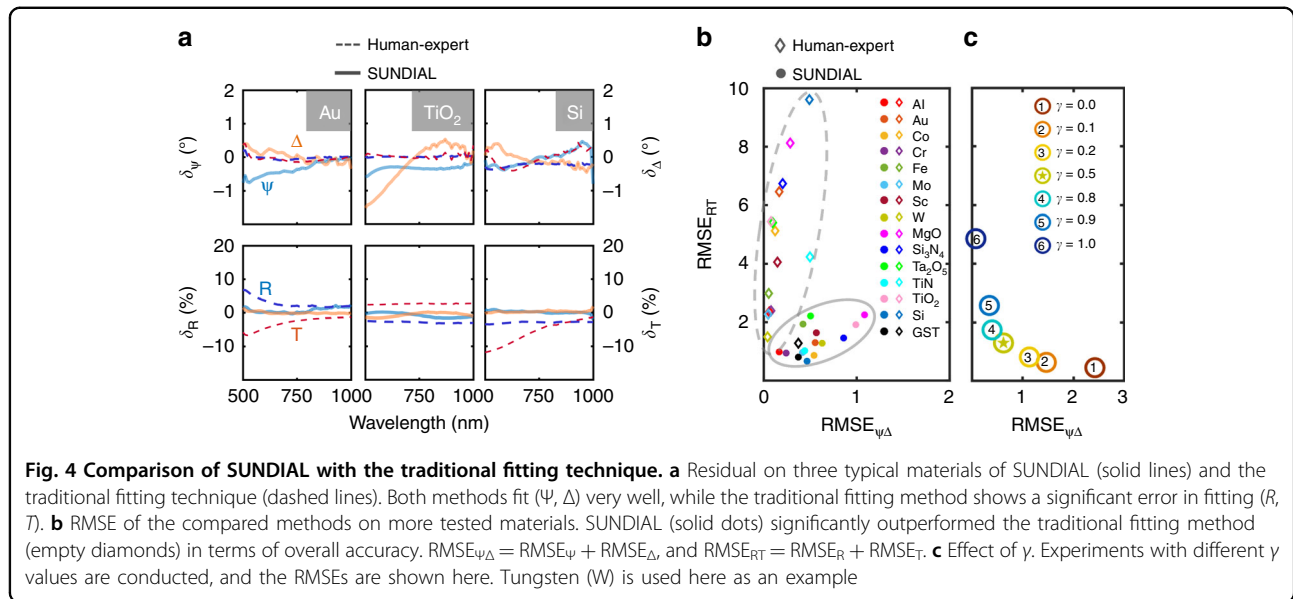 a
Human-expert
SUNDIAL
b
Human-expert
SUNDIAL
c
δψ (°)
2
1
0
−1
Au
TiO₂
Si
Δ
Ψ
2
1
0
−1
δΔ (°)
δR (%)
20
10
0
−10
R
T
20
10
0
−10
δT (%)
500
750
1000
750
1000
750
1000
Wavelength (nm)
RMSE_RT
10
8
6
4
2
Al
Au
Co
Cr
Fe
Mo
Sc
W
MgO
Si₃N₄
Ta₂O₅
TiN
TiO₂
Si
GST
0
1
2
RMSEψΔ
1 γ = 0.0
2 γ = 0.1
3 γ = 0.2
γ = 0.5
4 γ = 0.8
5 γ = 0.9
6 γ = 1.0
6
5
4
3
2
1
1
2
3
RMSEψΔ
Fig. 4 Comparison of SUNDIAL with the traditional fitting technique. a Residual on three typical materials of SUNDIAL (solid lines) and the
traditional fitting technique (dashed lines). Both methods fit (Ψ, Δ) very well, while the traditional fitting method shows a significant error in fitting (R,
T). b RMSE of the compared methods on more tested materials. SUNDIAL (solid dots) significantly outperformed the traditional fitting method
(empty diamonds) in terms of overall accuracy. RMSEΨΔ = RMSEΨ + RMSEΔ, and RMSE_RT = RMSE_R + RMSE_T. c Effect of γ. Experiments with different γ
values are conducted, and the RMSEs are shown here. Tungsten (W) is used here as an example